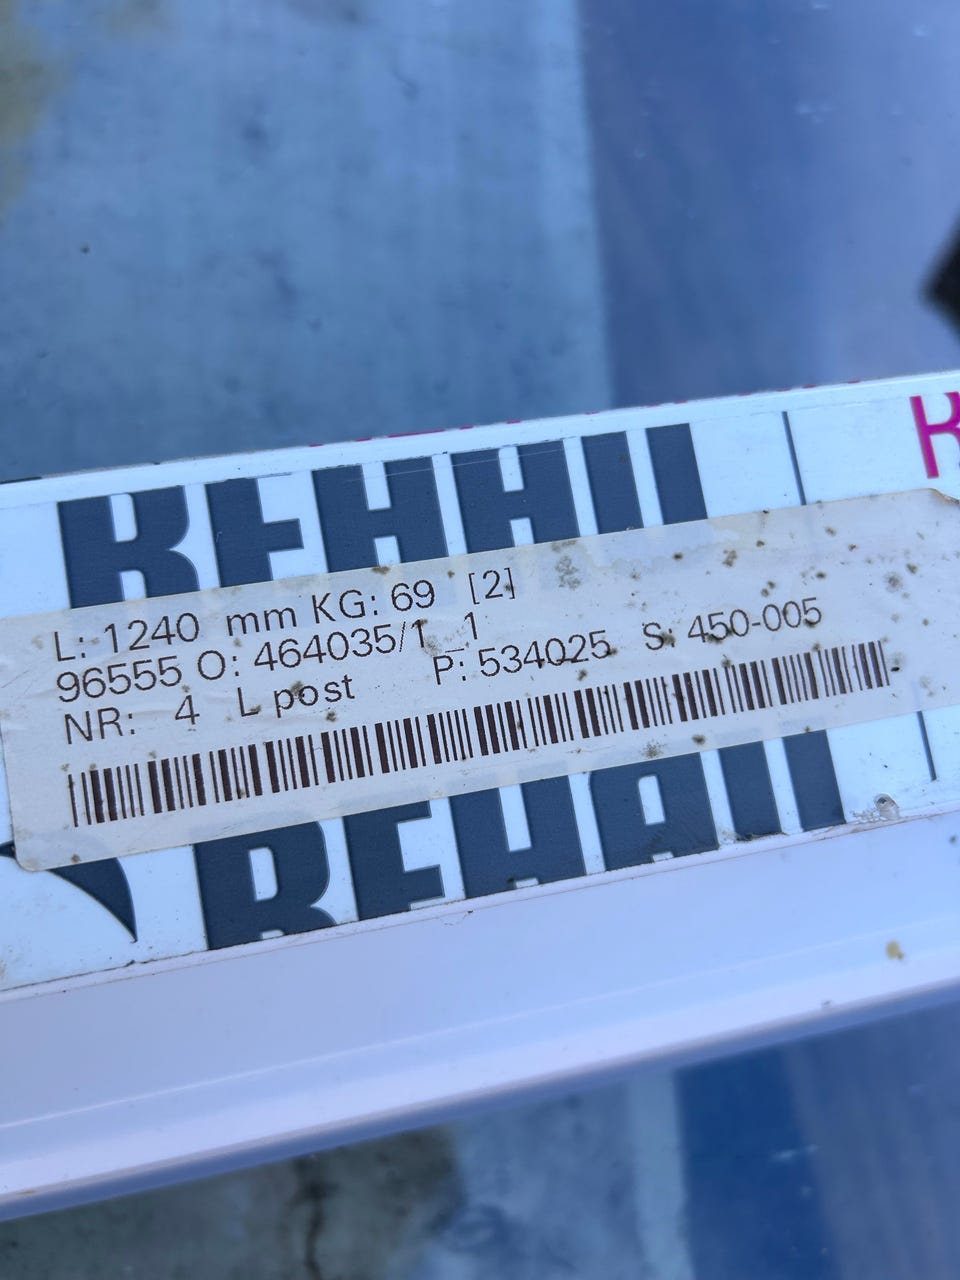 REHAU
L: 1240 mm KG: 69 [2]
96555 O: 464035/1 1
NR: 4 L post P: 534025 S: 450-005
REHAU